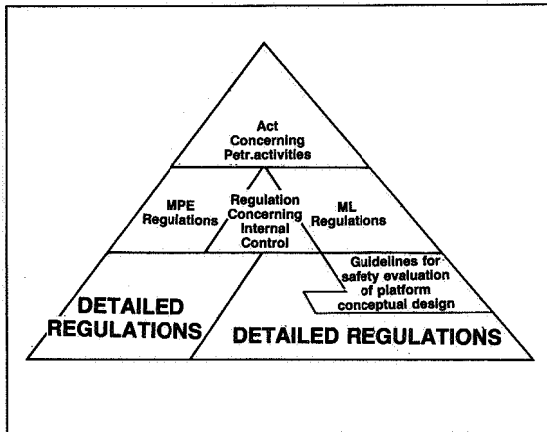 Act
Concerning
Petr.activities
MPE
Regulations
Regulation
Concerning
Internal
Control
ML
Regulations
Guidelines for
safety evaluation
of platform
conceptual design
DETAILED
REGULATIONS
DETAILED REGULATIONS